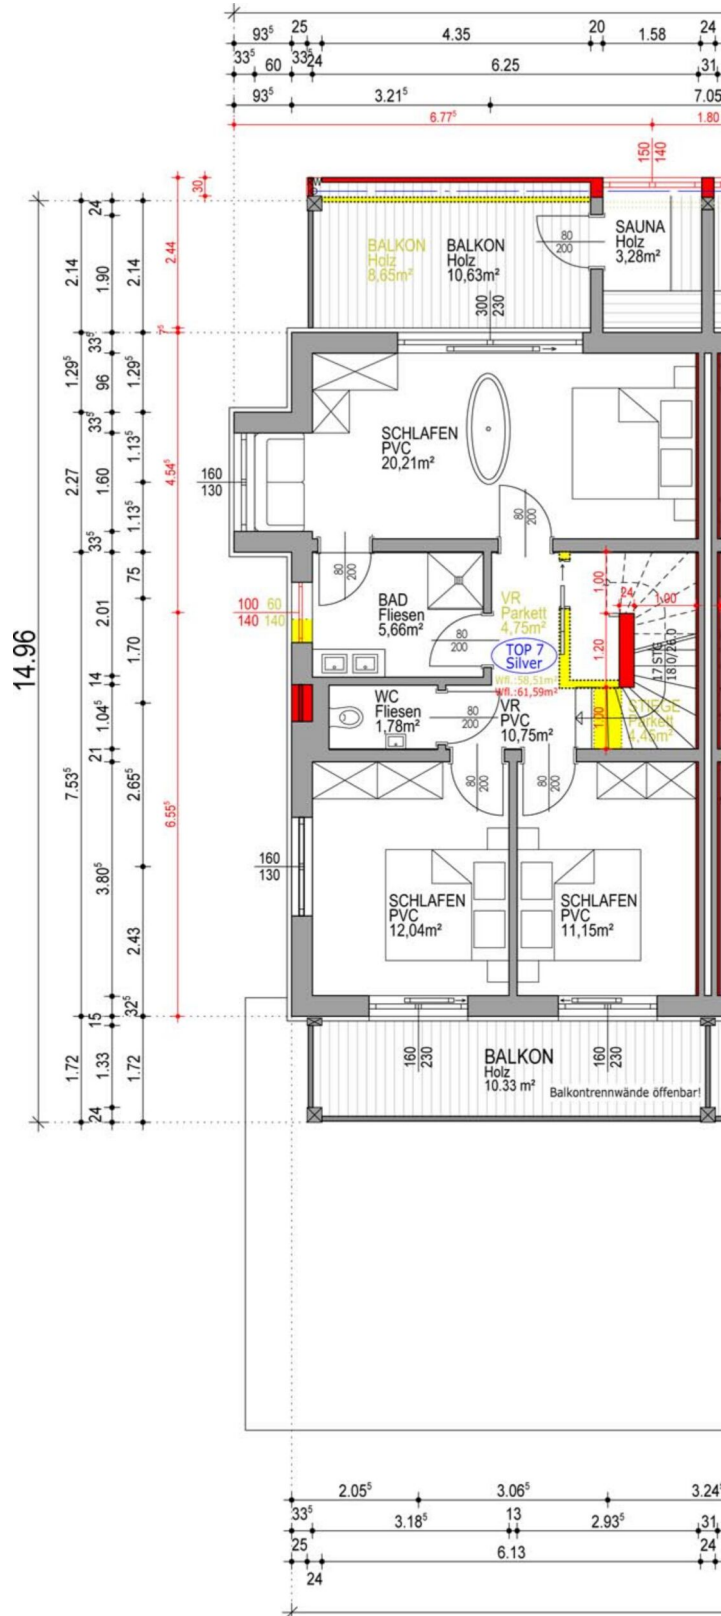 93⁵ 25 4.35 20 1.58 24
33⁵ 60 33⁵ 24 6.25 31
93⁵ 3.21⁵ 7.05
6.77⁵ 1.80
150
140
30
24
2.14 1.90 2.14 2.44
BALKON
Holz
8,65m²
BALKON
Holz
10,63m²
80
200
SAUNA
Holz
3,28m²
300
230
7⁵
33⁵
1.29⁵ 96 1.29⁵
33⁵
SCHLAFEN
PVC
20,21m²
160
130
2.27 1.60 1.13⁵ 4.54⁵
1.13⁵
33⁵
80
200
80
200
75
14.96
2.01 1.70
100 60
140 140
BAD
Fliesen
5,66m²
80
200
VR
Parkett
4,75m²
TOP 7
Silver
Wfl.:58,51m²
Wfl.:61,59m²
1.00
24 1.00
1.20
17 STG
18.0/26.0
14
1.04⁵
21
WC
Fliesen
1,78m²
80
200
VR
PVC
10,75m²
1.00
STIEGE
Parkett
4,45m²
7.53⁵ 2.65⁵ 6.55⁵
80
200
80
200
160
130
3.80⁵
SCHLAFEN
PVC
12,04m²
SCHLAFEN
PVC
11,15m²
2.43
32⁵
15
1.72 1.33 1.72
24
160
230
BALKON
Holz
10.33 m²
160
230
Balkontrennwände öffenbar!
2.05⁵ 3.06⁵ 3.24⁵
33⁵ 3.18⁵ 13 2.93⁵ 31
25 6.13 24
24